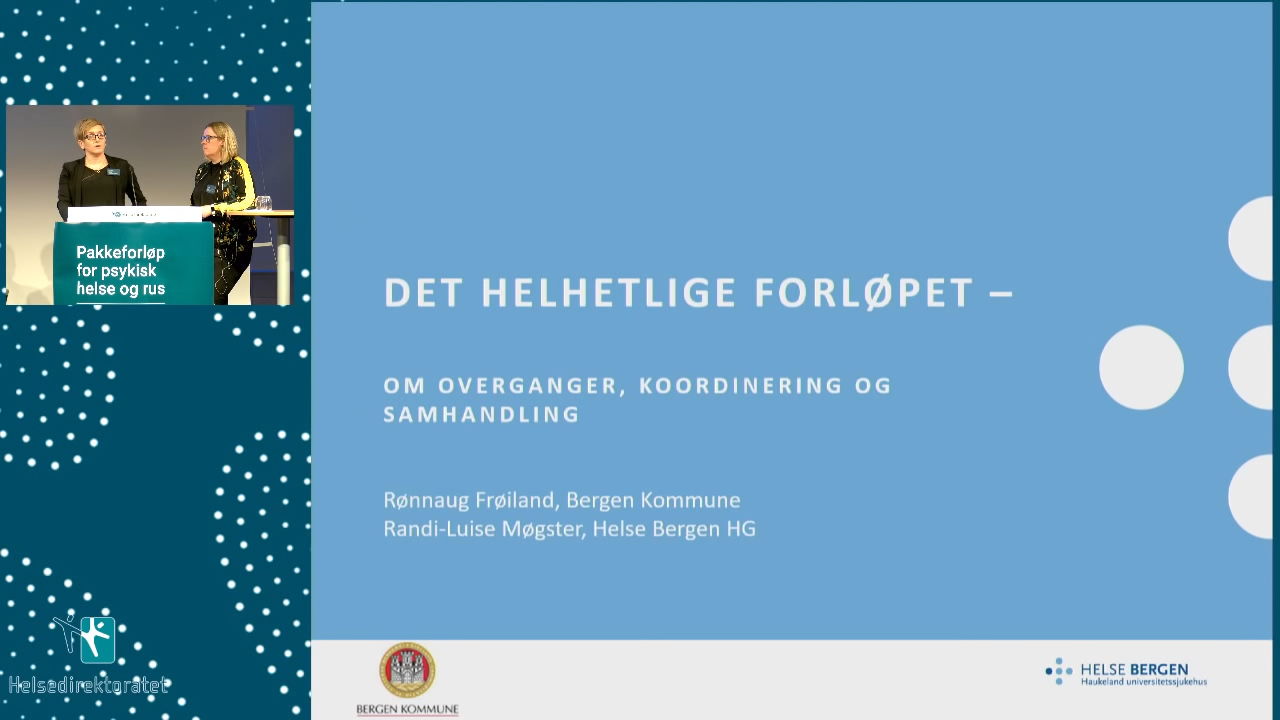 Pakkeforløp
for psykisk
helse og rus
DET HELHETLIGE FORLØPET –
OM OVERGANGER, KOORDINERING OG
SAMHANDLING
Rønnaug Frøiland, Bergen Kommune
Randi-Luise Møgster, Helse Bergen HG
Helsedirektoratet
BERGEN KOMMUNE
HELSE BERGEN
Haukeland universitetssjukehus